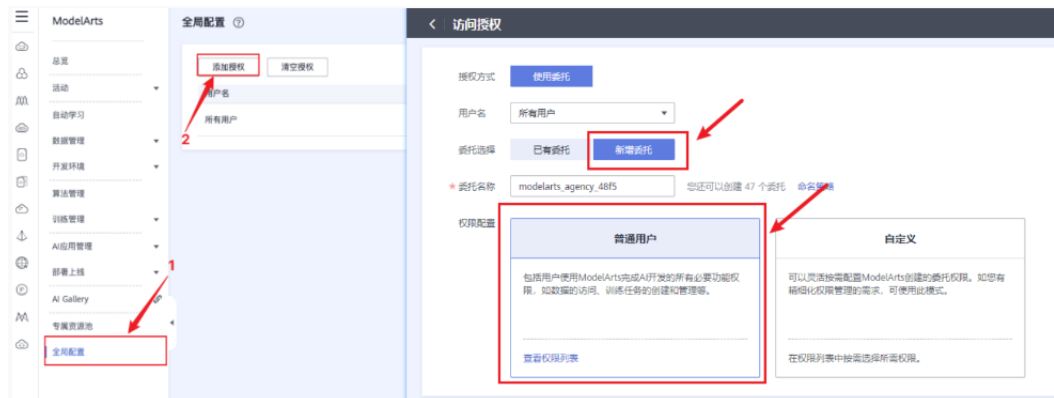 ModelArts
总览
活动
自动学习
数据管理
开发环境
算法管理
训练管理
AI应用管理
部署上线
AI Gallery
专属资源池
全局配置
1
全局配置
添加授权
清空授权
用户名
所有用户
2
访问授权
授权方式
使用委托
用户名
所有用户
委托选择
已有委托
新增委托
* 委托名称
modelarts_agency_48f5
您还可以创建 47 个委托
命名策略
权限配置
普通用户
包括用户使用ModelArts完成AI开发的所有必要功能权
限，如数据的访问、训练任务的创建和管理等。
查看权限列表
自定义
可以灵活按需配置ModelArts创建的委托权限。如您有
精细化权限管理的需求，可使用此模式。
在权限列表中按需选择所需权限。